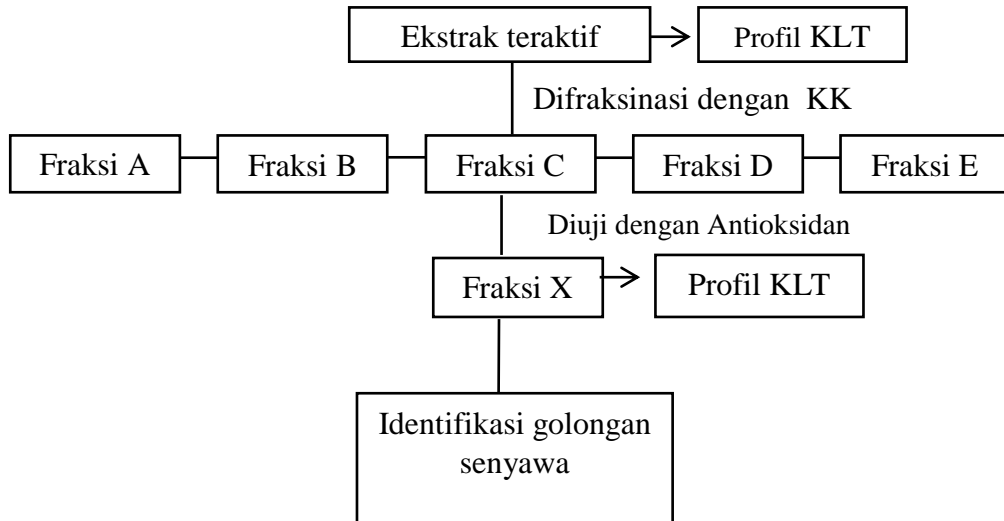 Ekstrak teraktif
Profil KLT
Difraksinasi dengan KK
Fraksi A
Fraksi B
Fraksi C
Fraksi D
Fraksi E
Diuji dengan Antioksidan
Fraksi X
Profil KLT
Identifikasi golongan
senyawa